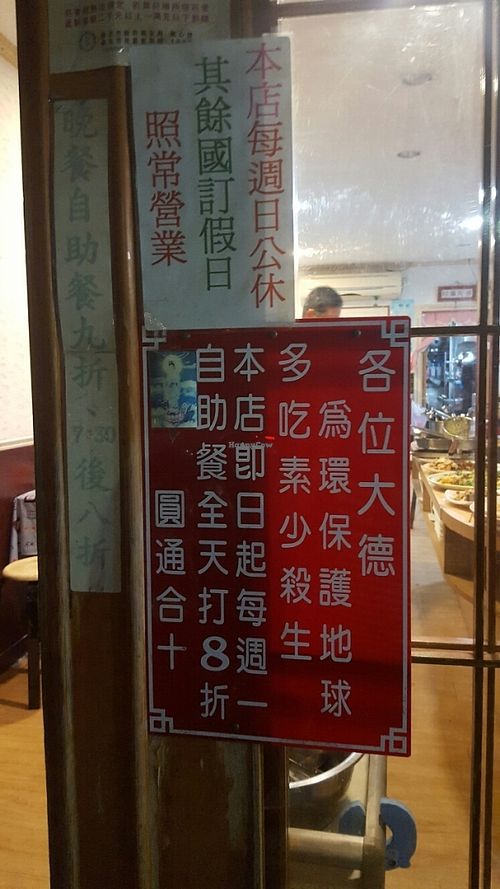 本店每週日公休
其餘國訂假日
照常營業
各位大德
為環保護地球
多吃素少殺生
本店即日起每週一
自助餐全天打8折
圓通合十
晚餐自助餐九折、7:30後八折
HappyCow